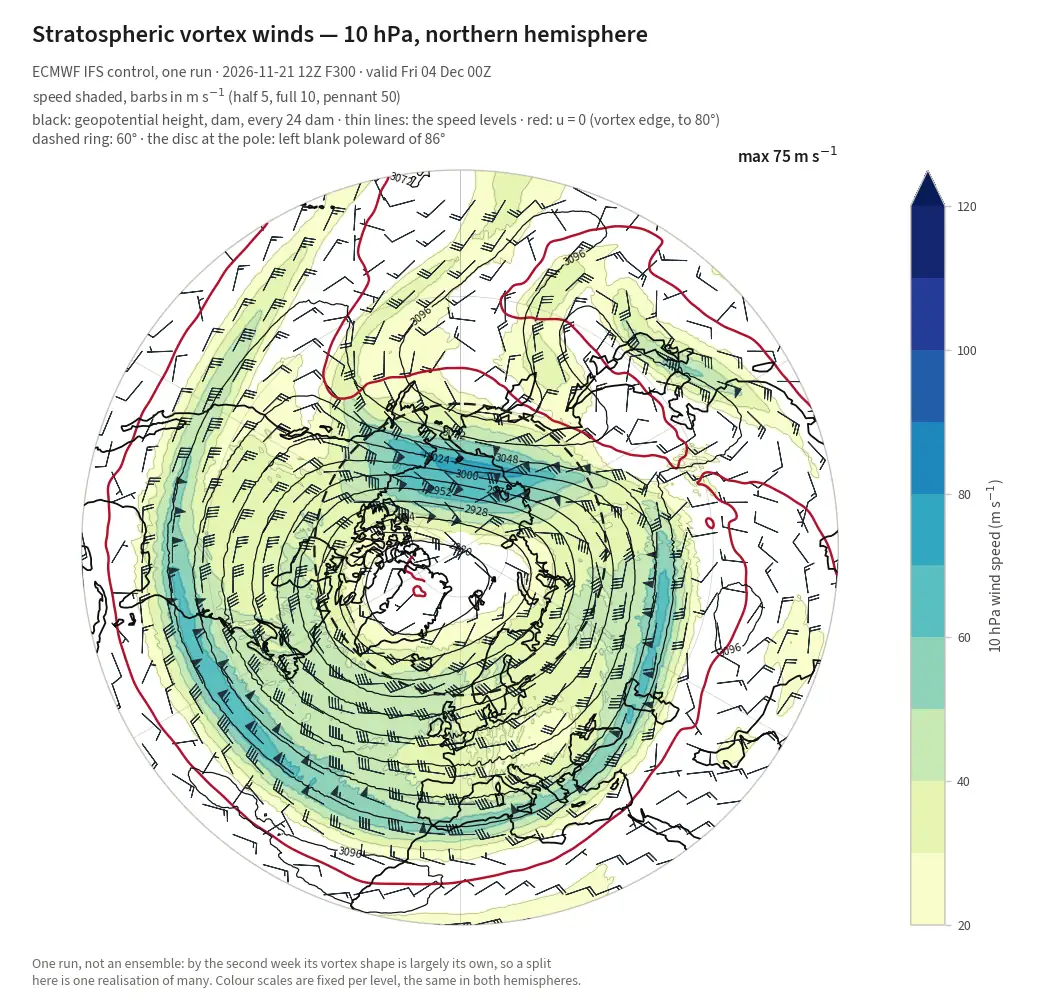 Stratospheric vortex winds — 10 hPa, northern hemisphere
ECMWF IFS control, one run · 2026-11-21 12Z F300 · valid Fri 04 Dec 00Z
speed shaded, barbs in m s⁻¹ (half 5, full 10, pennant 50)
black: geopotential height, dam, every 24 dam · thin lines: the speed levels · red: u = 0 (vortex edge, to 80°)
dashed ring: 60° · the disc at the pole: left blank poleward of 86°
max 75 m s⁻¹
3072
3096
3096
3048
3000
2952
2928
3096
3096
120
100
80
60
40
20
10 hPa wind speed (m s⁻¹)
One run, not an ensemble: by the second week its vortex shape is largely its own, so a split
here is one realisation of many. Colour scales are fixed per level, the same in both hemispheres.